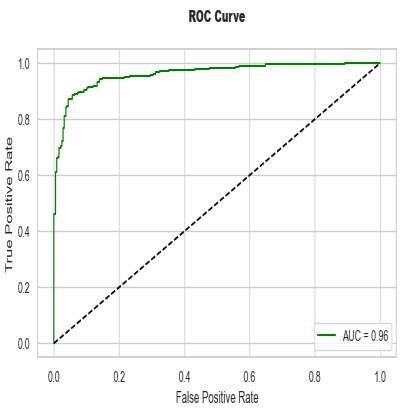 ROC Curve
True Positive Rate
1.0
0.8
0.6
0.4
0.2
0.0
AUC = 0.96
0.0 0.2 0.4 0.6 0.8 1.0
False Positive Rate